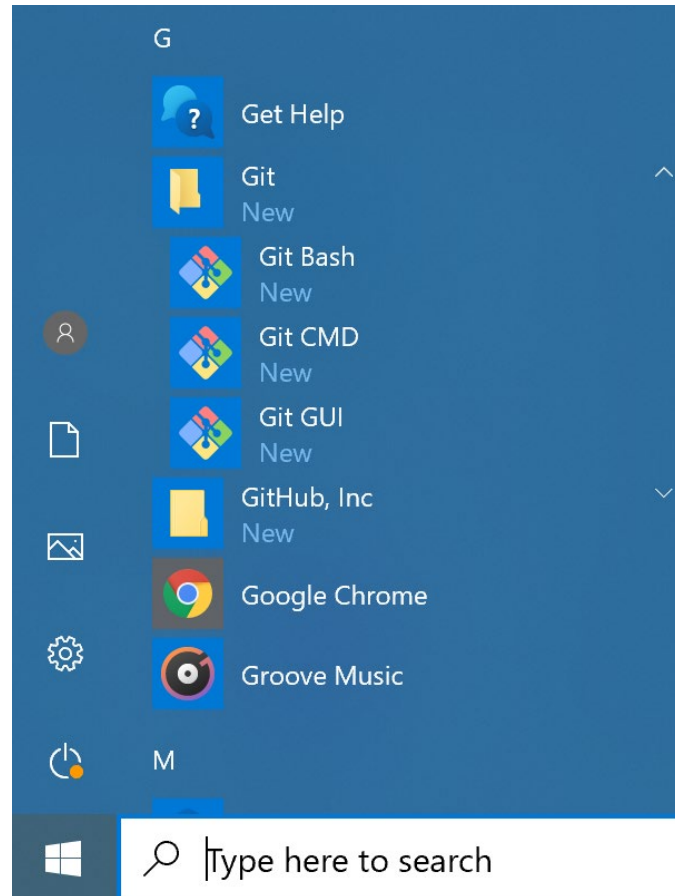 G
Get Help
Git
New
Git Bash
New
Git CMD
New
Git GUI
New
GitHub, Inc
New
Google Chrome
Groove Music
M
Type here to search